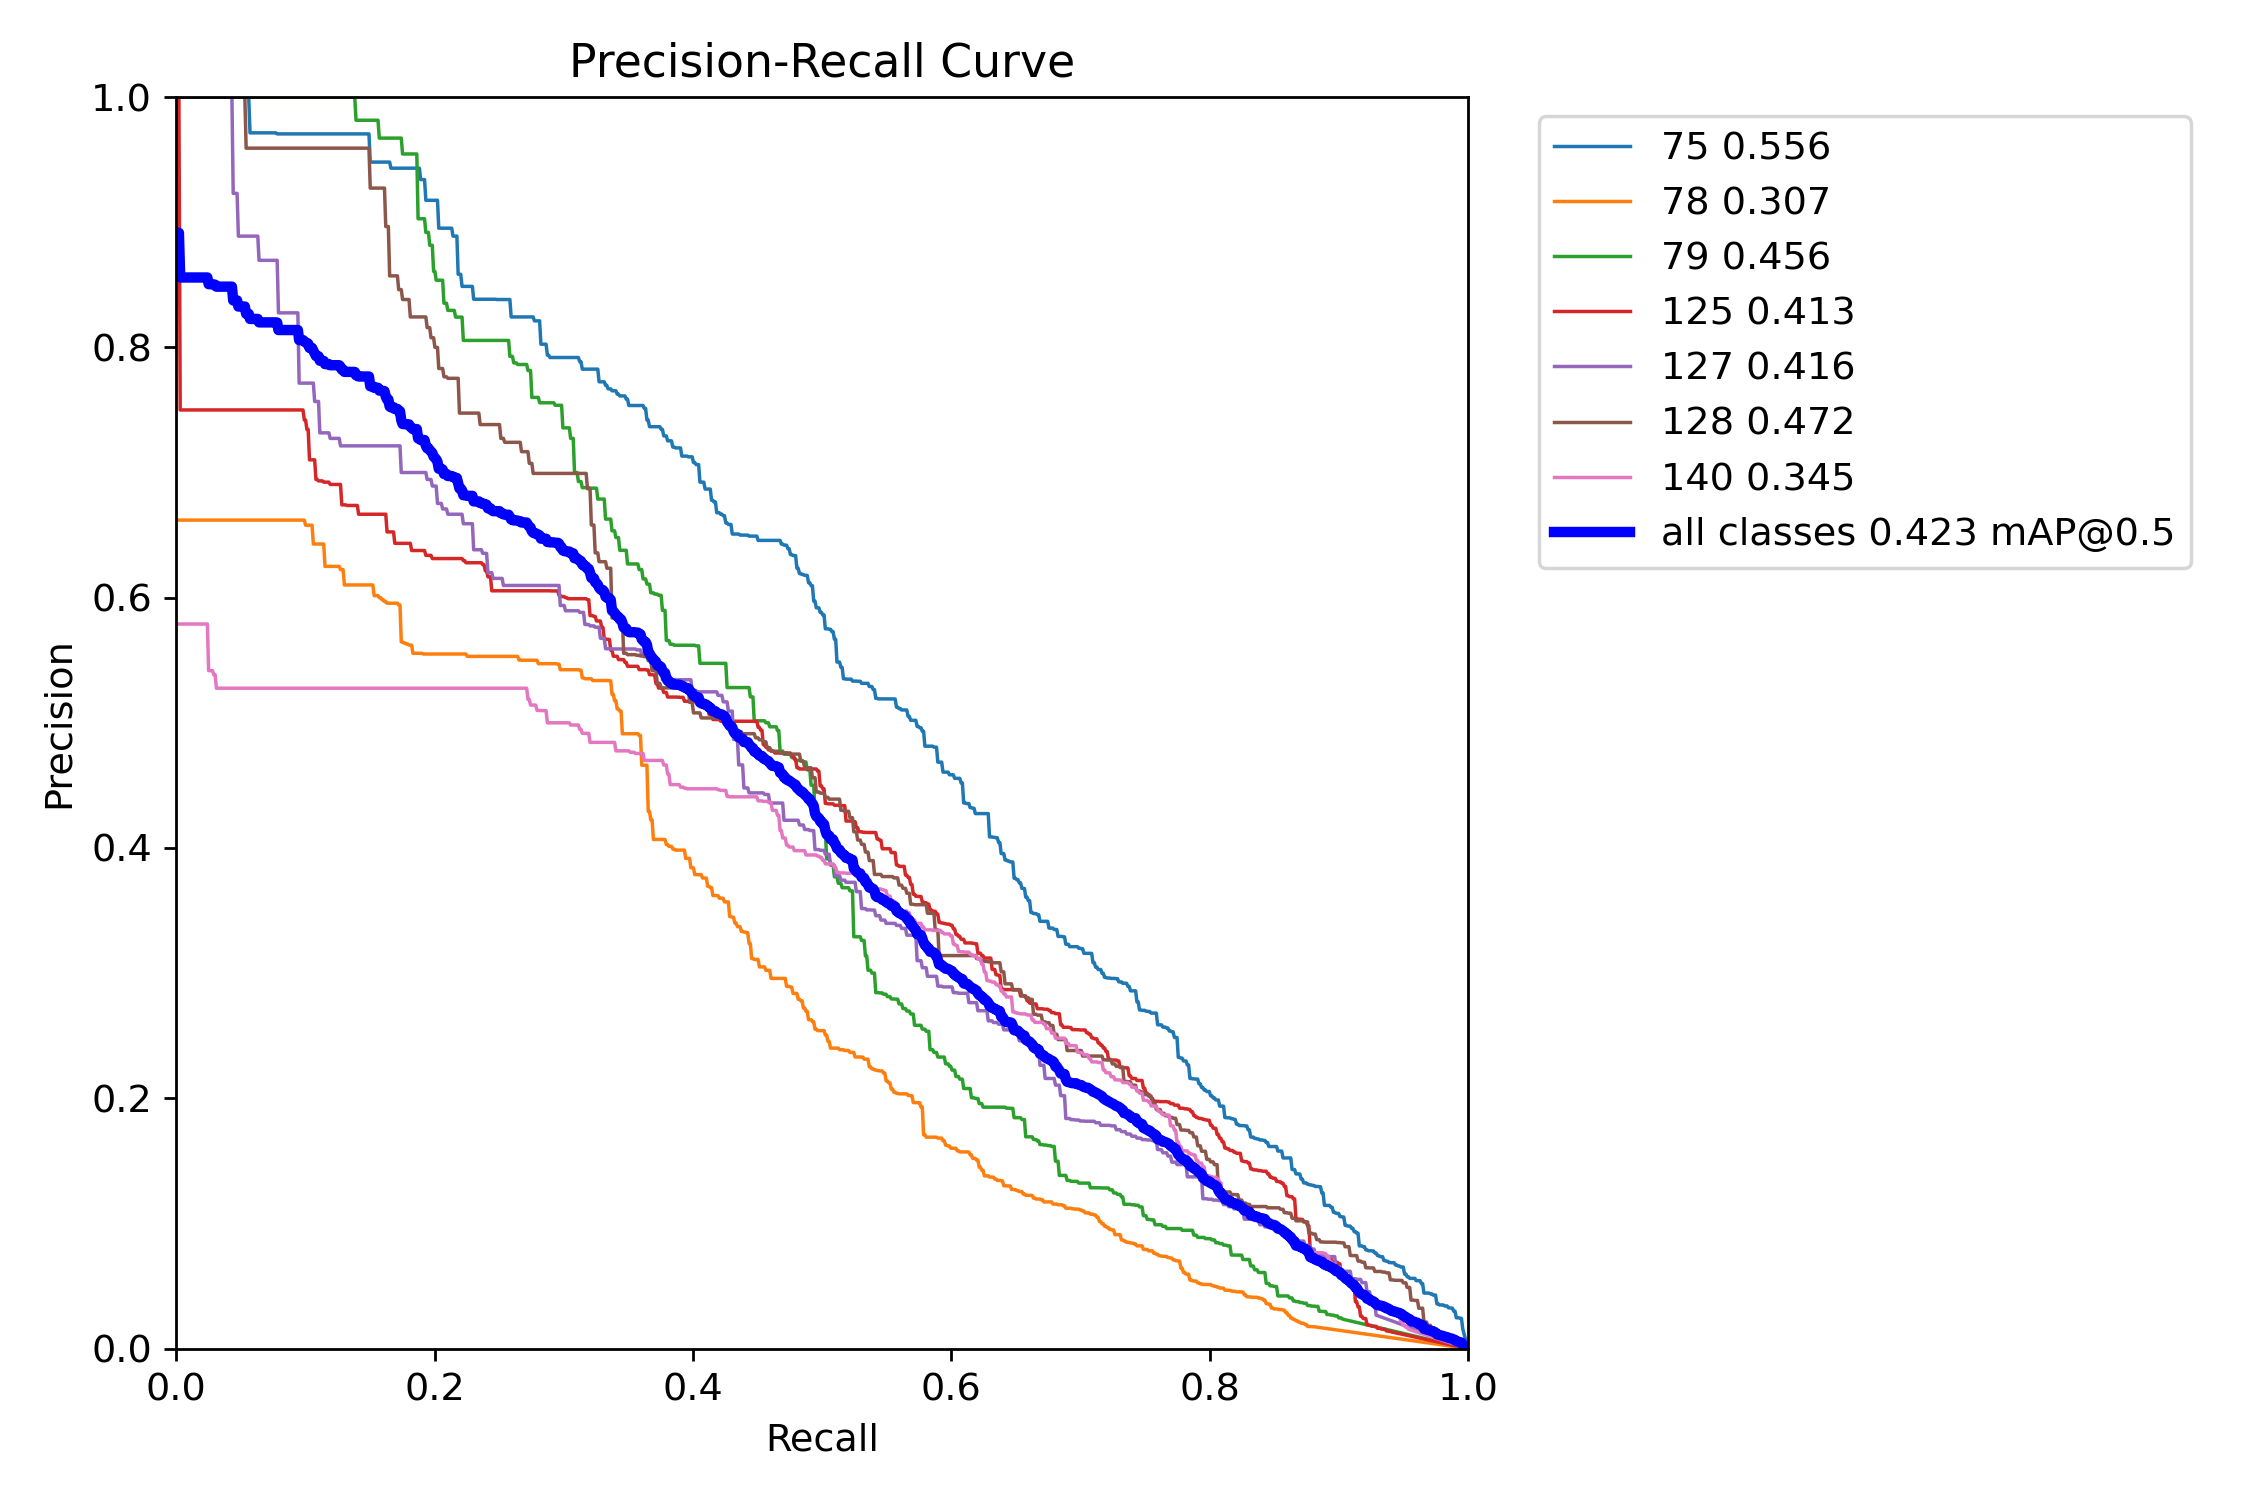 Precision-Recall Curve
1.0
0.8
0.6
0.4
0.2
0.0
Precision
0.0 0.2 0.4 0.6 0.8 1.0
Recall
75 0.556
78 0.307
79 0.456
125 0.413
127 0.416
128 0.472
140 0.345
all classes 0.423 mAP@0.5